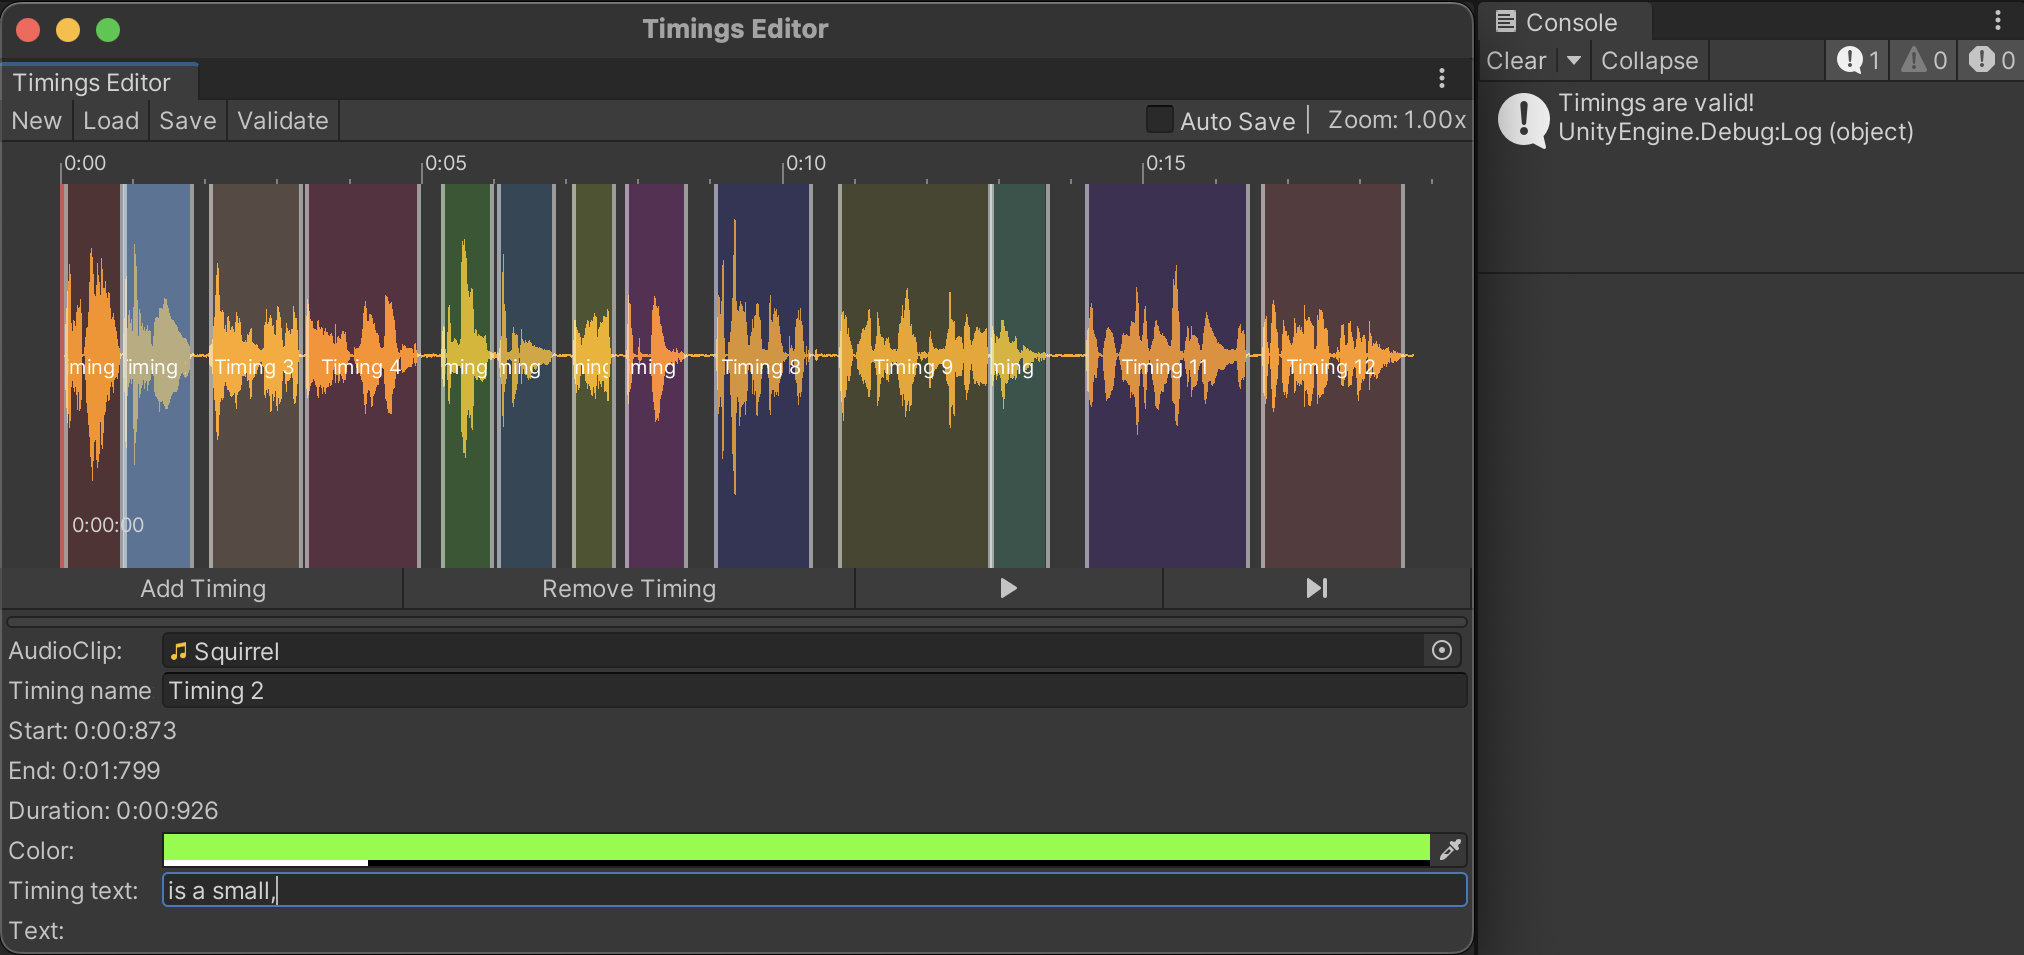 Timings Editor
Timings Editor
New Load Save Validate Auto Save Zoom: 1.00x
0:00 0:05 0:10 0:15
ming iming Timing 3 Timing 4 ming ming ning ming Timing 8 Timing 9 ming Timing 11 Timing 12
0:00:00
Add Timing Remove Timing
AudioClip: Squirrel
Timing name Timing 2
Start: 0:00:873
End: 0:01:799
Duration: 0:00:926
Color:
Timing text: is a small,
Text:
Console
Clear Collapse 1 0 0
Timings are valid!
UnityEngine.Debug:Log (object)